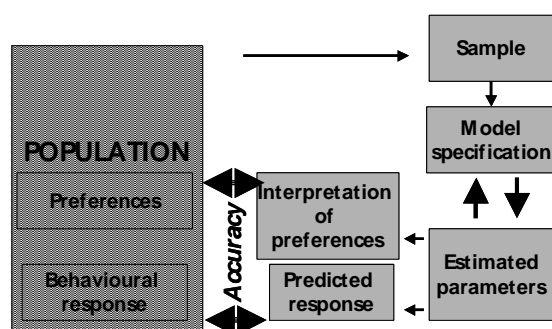 Sample
Model
specification
POPULATION
Preferences
Interpretation
of
preferences
Accuracy
Behavioural
response
Predicted
response
Estimated
parameters